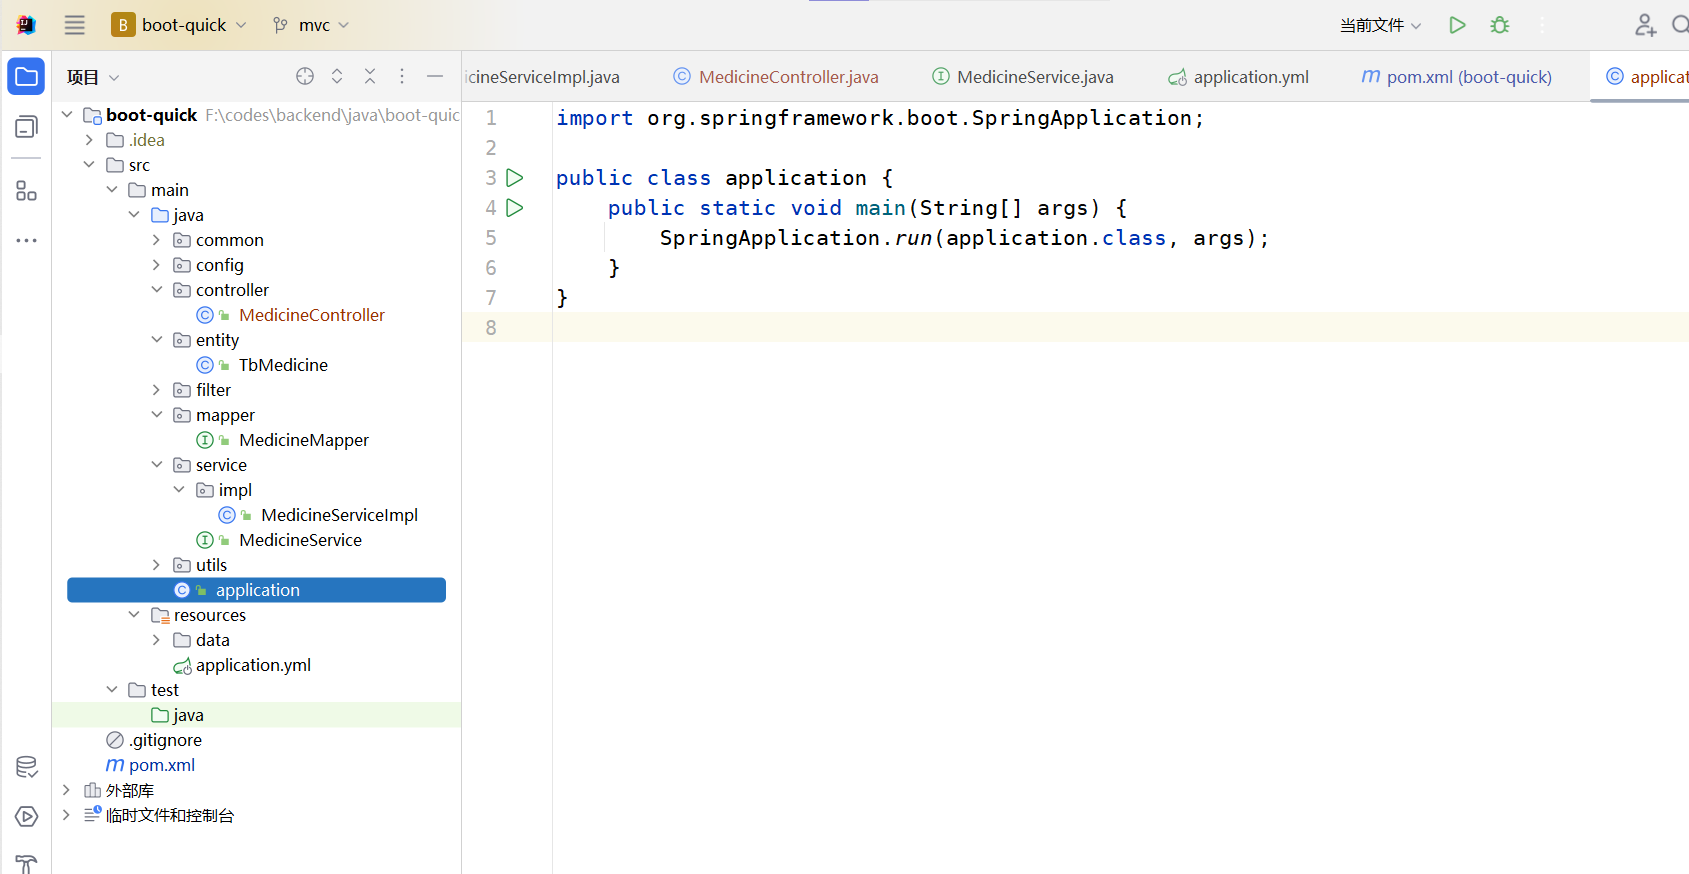 B boot-quick mvc 当前文件
项目
icineServiceImpl.java MedicineController.java MedicineService.java application.yml pom.xml (boot-quick) applicat
boot-quick F:\codes\backend\java\boot-quic
.idea
src
main
java
common
config
controller
MedicineController
entity
TbMedicine
filter
mapper
MedicineMapper
service
impl
MedicineServiceImpl
MedicineService
utils
application
resources
data
application.yml
test
java
.gitignore
pom.xml
外部库
临时文件和控制台
1 import org.springframework.boot.SpringApplication;
2
3 public class application {
4 public static void main(String[] args) {
5 SpringApplication.run(application.class, args);
6 }
7 }
8